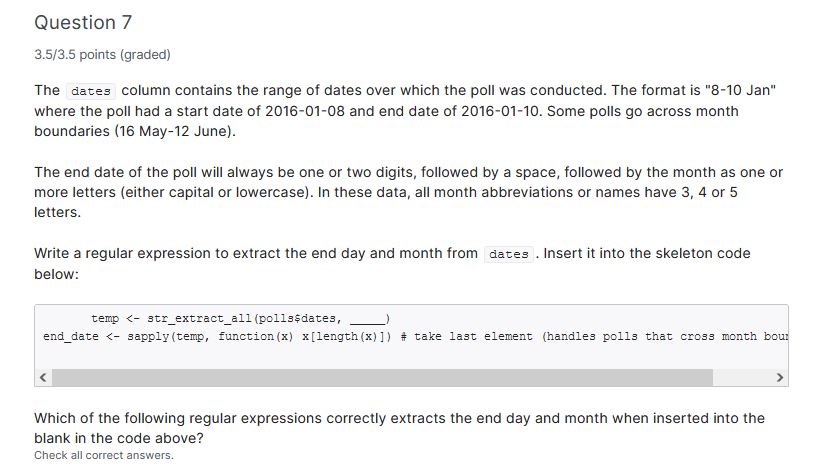 Question 7
3.5/3.5 points (graded)
The dates column contains the range of dates over which the poll was conducted. The format is "8-10 Jan"
where the poll had a start date of 2016-01-08 and end date of 2016-01-10. Some polls go across month
boundaries (16 May-12 June).
The end date of the poll will always be one or two digits, followed by a space, followed by the month as one or
more letters (either capital or lowercase). In these data, all month abbreviations or names have 3, 4 or 5
letters.
Write a regular expression to extract the end day and month from dates . Insert it into the skeleton code
below:
temp <- str_extract_all(polls$dates, _____)
end_date <- sapply(temp, function(x) x[length(x)]) # take last element (handles polls that cross month
Which of the following regular expressions correctly extracts the end day and month when inserted into the
blank in the code above?
Check all correct answers.